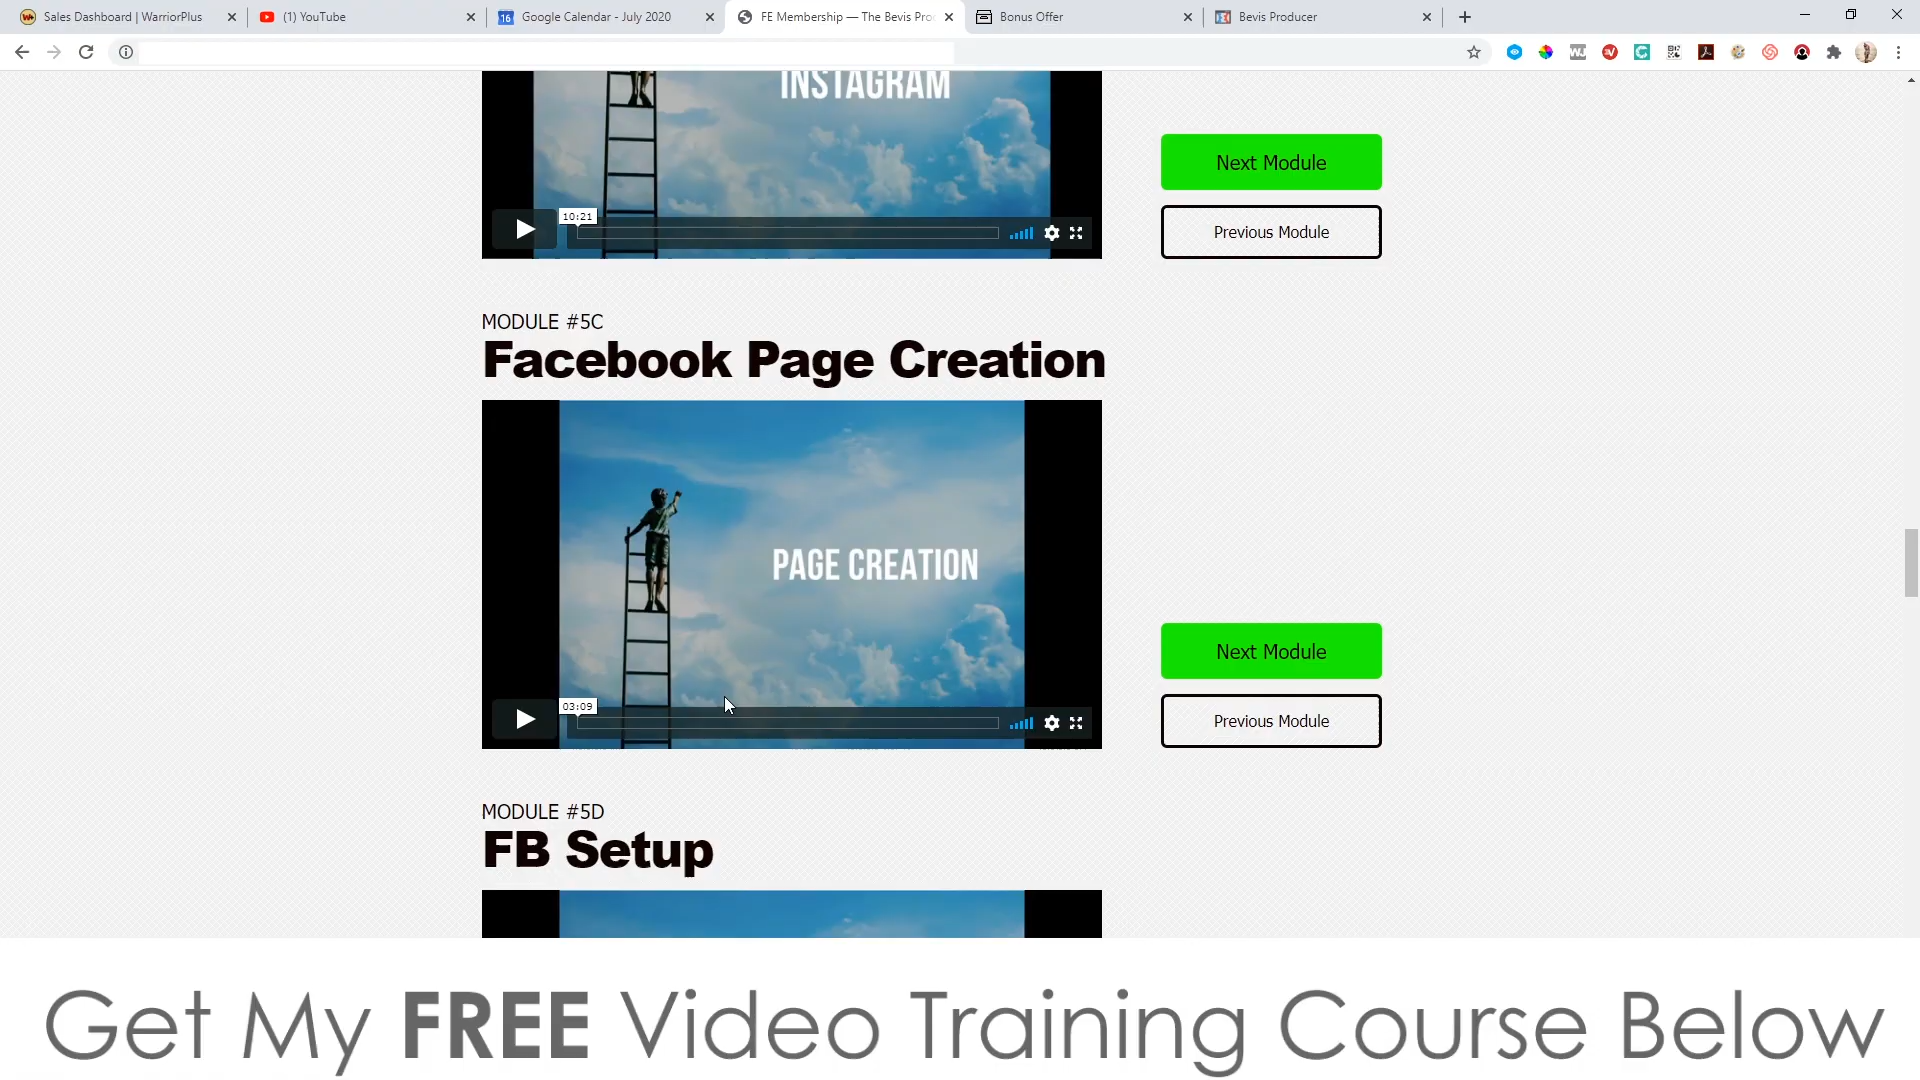 Sales Dashboard | WarriorPlus
(1) YouTube
16
Google Calendar - July 2020
FE Membership — The Bevis Pro
Bonus Offer
Bevis Producer
INSTAGRAM
Next Module
10:21
Previous Module
MODULE #5C
Facebook Page Creation
PAGE CREATION
Next Module
03:09
Previous Module
MODULE #5D
FB Setup
Get My FREE Video Training Course Below